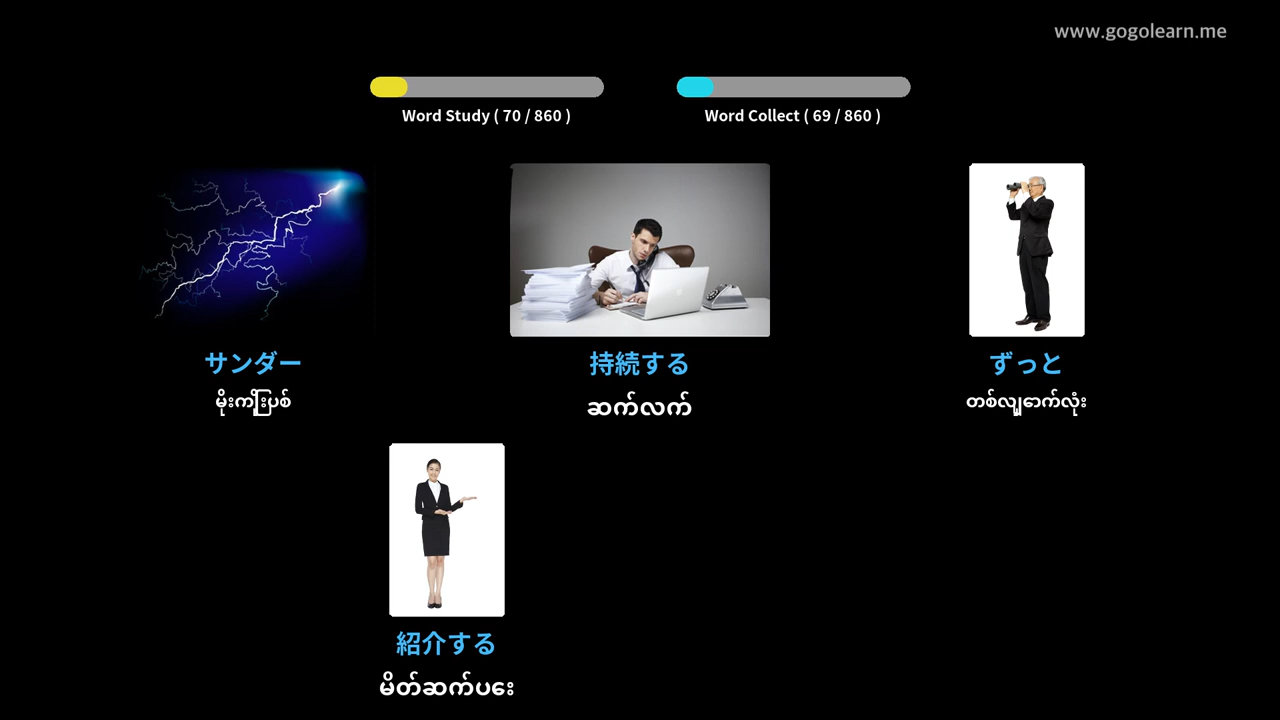 www.gogolearn.me
Word Study ( 70 / 860 )
Word Collect ( 69 / 860 )
サンダー
持続する
ずっと
မိုးကျိုးပြစ်
ဆက်လက်
တစ်လျှောက်လုံး
紹介する
မိတ်ဆက်ပေး